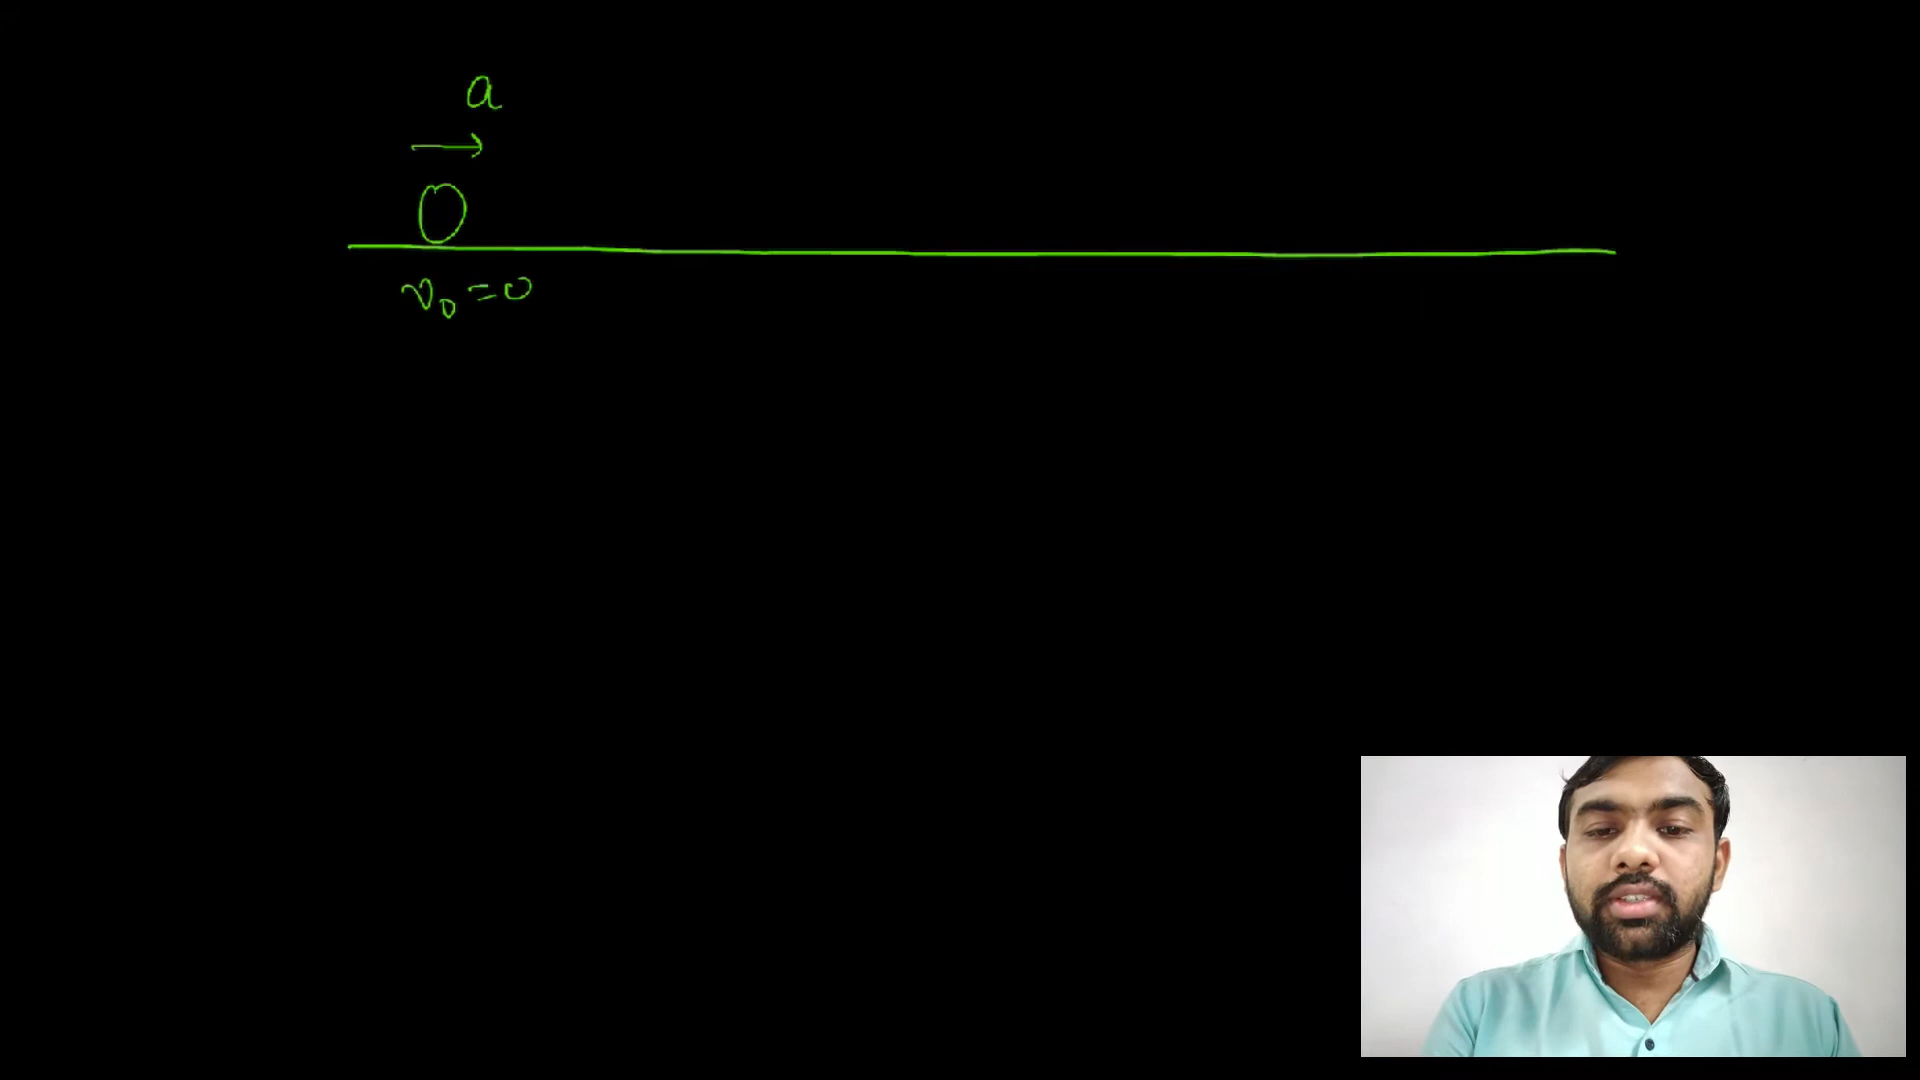 a
v₀ = 0